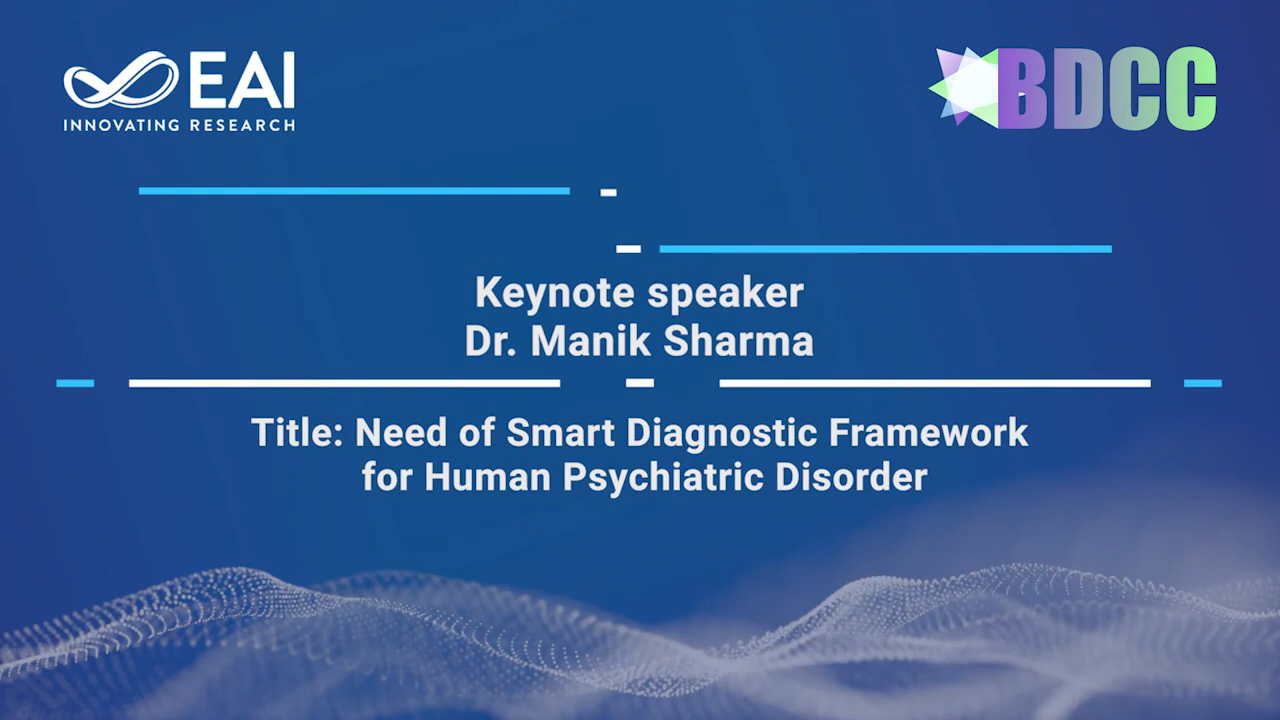 EAI
INNOVATING RESEARCH
BDCC
Keynote speaker
Dr. Manik Sharma
Title: Need of Smart Diagnostic Framework
for Human Psychiatric Disorder